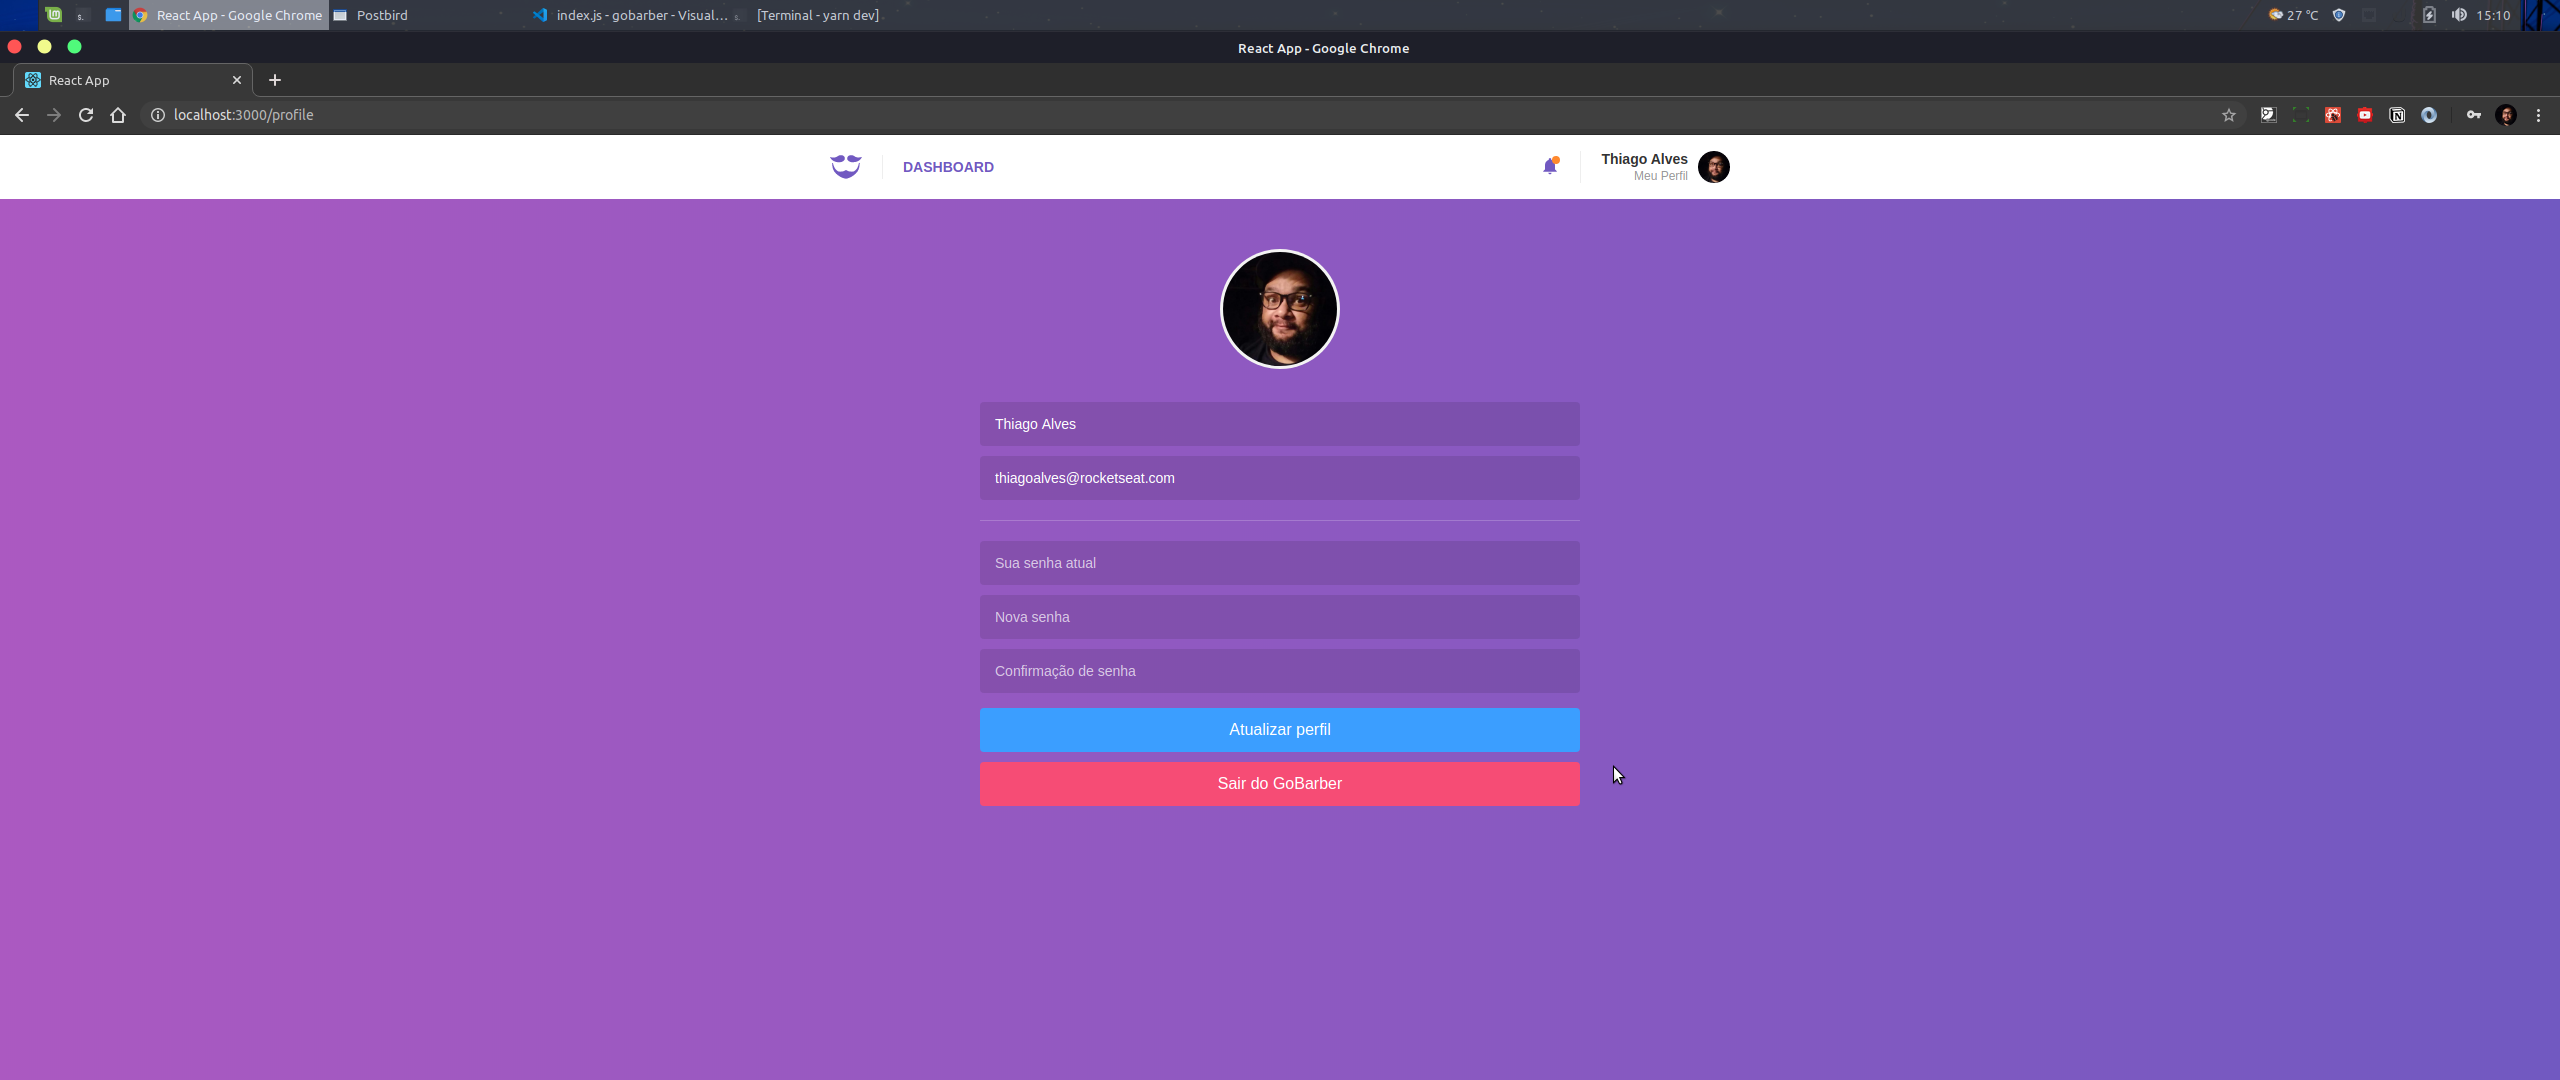 React App - Google Chrome
Postbird
index.js - gobarber - Visual...
[Terminal - yarn dev]
27 °C
15:10
React App - Google Chrome
React App
localhost:3000/profile
DASHBOARD
Thiago Alves
Meu Perfil
Thiago Alves
thiagoalves@rocketseat.com
Sua senha atual
Nova senha
Confirmação de senha
Atualizar perfil
Sair do GoBarber